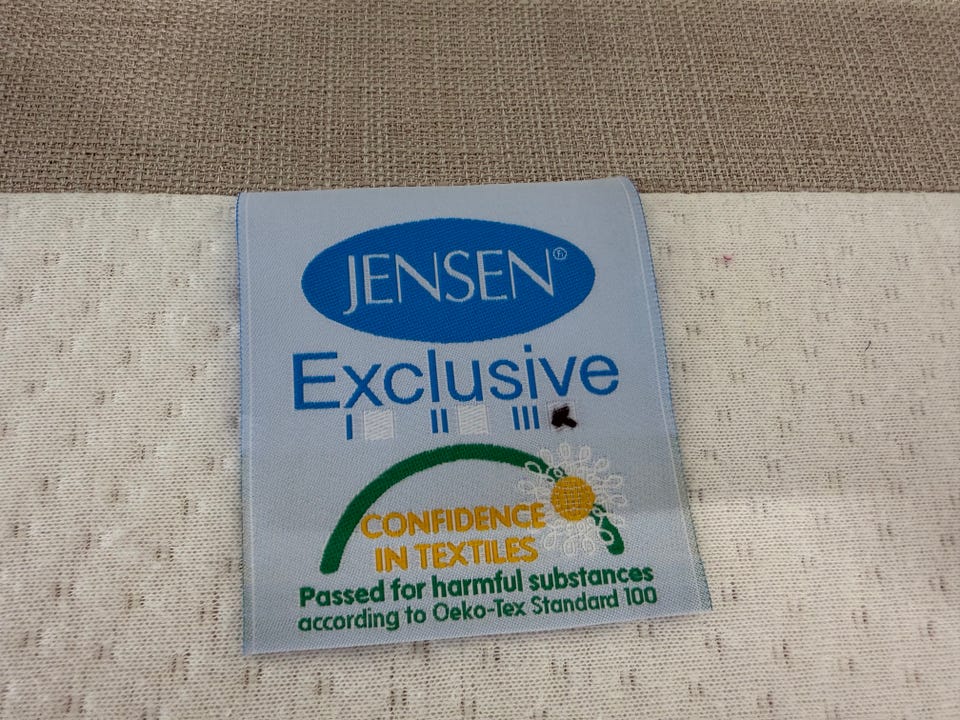 JENSEN®
Exclusive
I II III
CONFIDENCE
IN TEXTILES
Passed for harmful substances
according to Oeko-Tex Standard 100